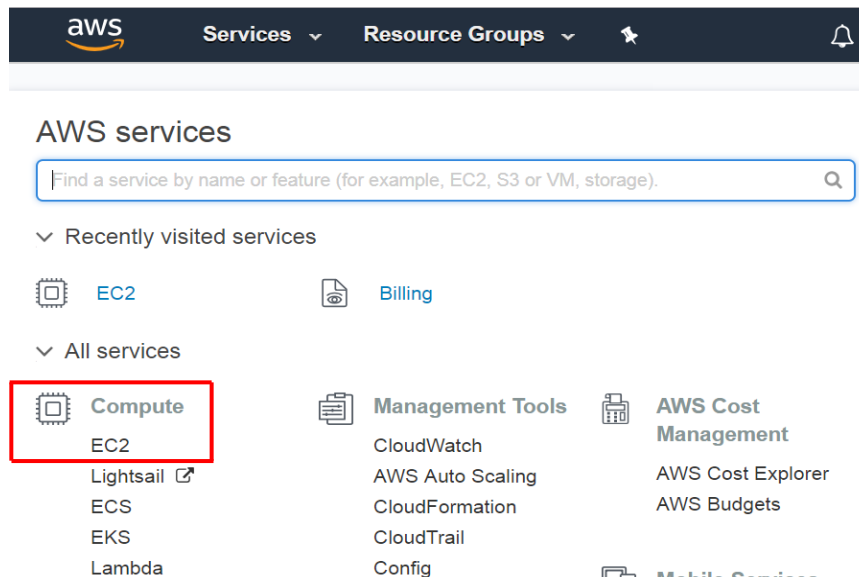 aws Services Resource Groups
AWS services
Find a service by name or feature (for example, EC2, S3 or VM, storage).
Recently visited services
EC2 Billing
All services
Compute
EC2
Lightsail
ECS
EKS
Lambda
Management Tools
CloudWatch
AWS Auto Scaling
CloudFormation
CloudTrail
Config
AWS Cost
Management
AWS Cost Explorer
AWS Budgets
Mobile Services